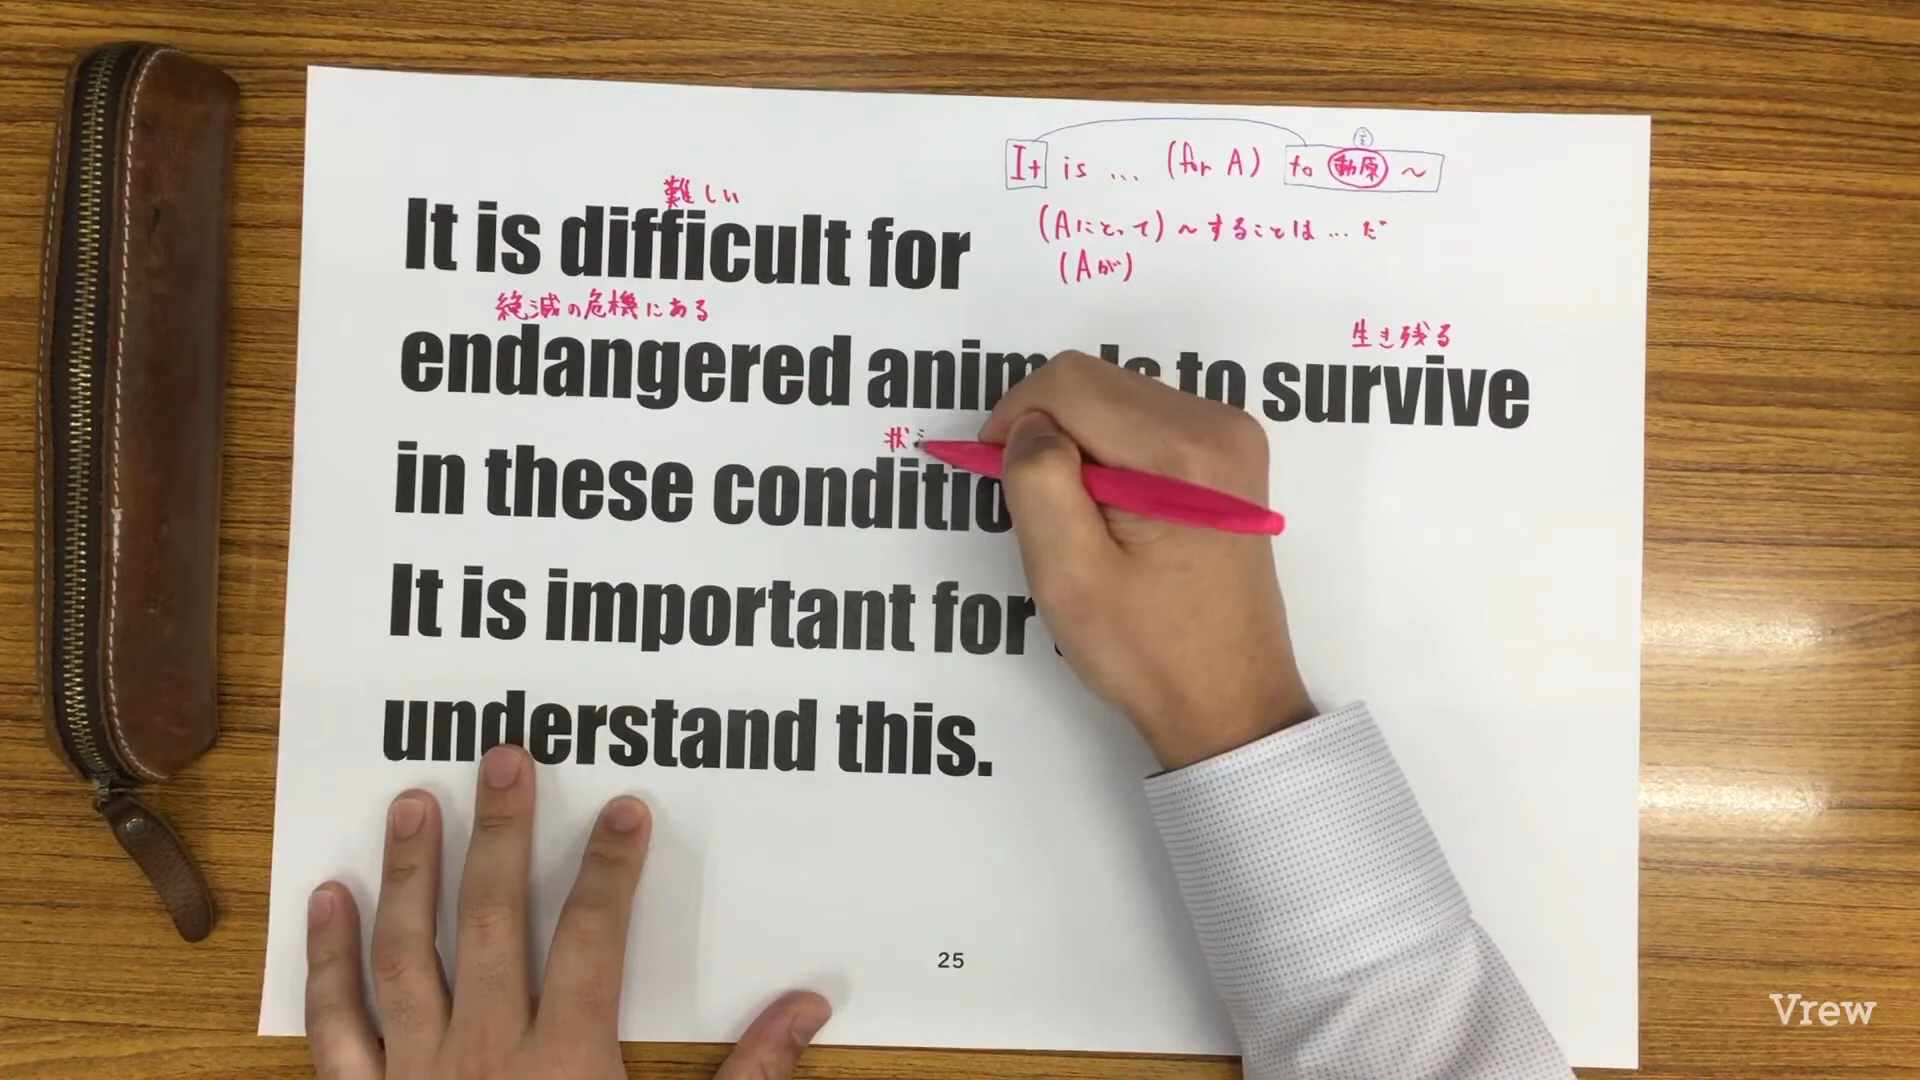 It is ... (for A) to 動原 ~
(Aにとって) ~することは...だ
(Aが)
難しい
It is difficult for
絶滅の危機にある
生き残る
endangered to survive
状
in these
It is important for
understand this.
25
Vrew